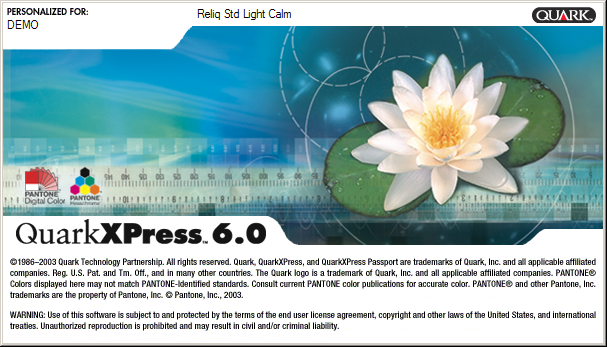 PERSONALIZED FOR:
DEMO
Reliq Std Light Calm
QUARK™
PANTONE®
Digital Color
PANTONE®
Hexachrome
QuarkXPress™ 6.0
©1986–2003 Quark Technology Partnership. All rights reserved. Quark, QuarkXPress, and QuarkXPress Passport are trademarks of Quark, Inc. and all applicable affiliated
companies. Reg. U.S. Pat. and Tm. Off., and in many other countries. The Quark logo is a trademark of Quark, Inc. and all applicable affiliated companies. PANTONE®
Colors displayed here may not match PANTONE-Identified standards. Consult current PANTONE color publications for accurate color. PANTONE® and other Pantone, Inc.
trademarks are the property of Pantone, Inc. © Pantone, Inc., 2003.
WARNING: Use of this software is subject to and protected by the terms of the end user license agreement, copyright and other laws of the United States, and international
treaties. Unauthorized reproduction is prohibited and may result in civil and/or criminal liability.